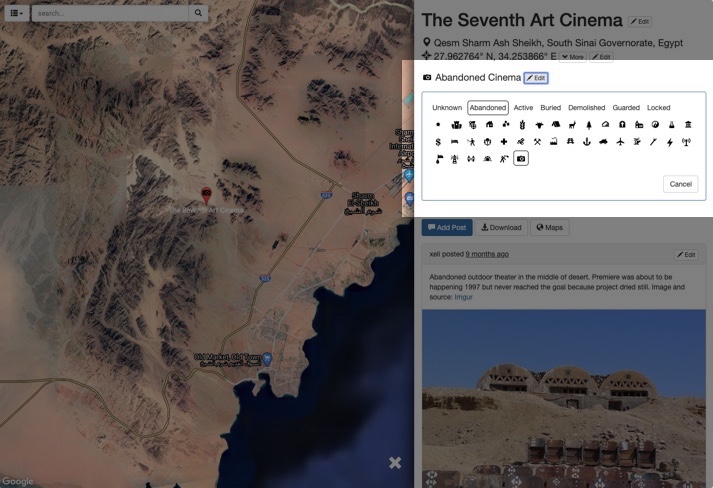 search...
The Seventh Art Cinema
Edit
Qesm Sharm Ash Sheikh, South Sinai Governorate, Egypt
27.962764° N, 34.253866° E
More
Edit
Abandoned Cinema
Edit
Unknown Abandoned Active Buried Demolished Guarded Locked
Cancel
Add Post
Download
Maps
xell posted 9 months ago
Edit
Abandoned outdoor theater in the middle of desert. Premiere was about to be
happening 1997 but never reached the goal because project dried still. Image and
source: Imgur
The Seventh Art Cinema
Sharm
El-Sheikh
شرم الشيخ
Old Market, Old Town
Google